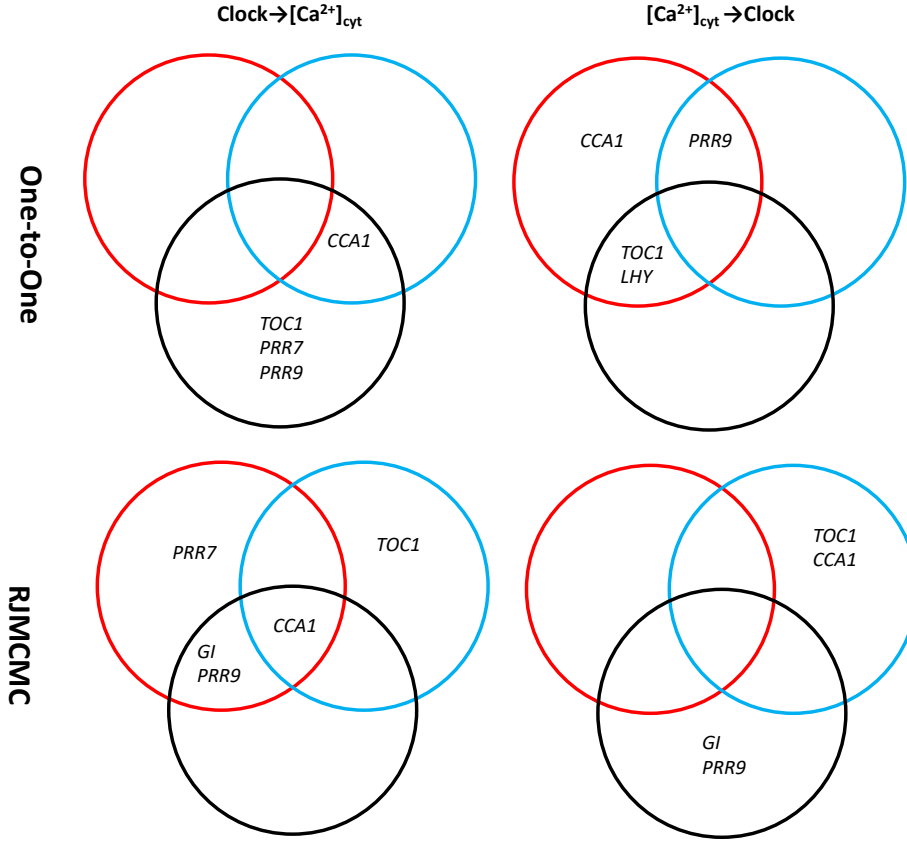 Clock→[Ca²⁺]cyt
[Ca²⁺]cyt→Clock
One-to-One
CCA1
TOC1
PRR7
PRR9
CCA1
PRR9
TOC1
LHY
RJMCMC
PRR7
TOC1
CCA1
GI
PRR9
TOC1
CCA1
GI
PRR9